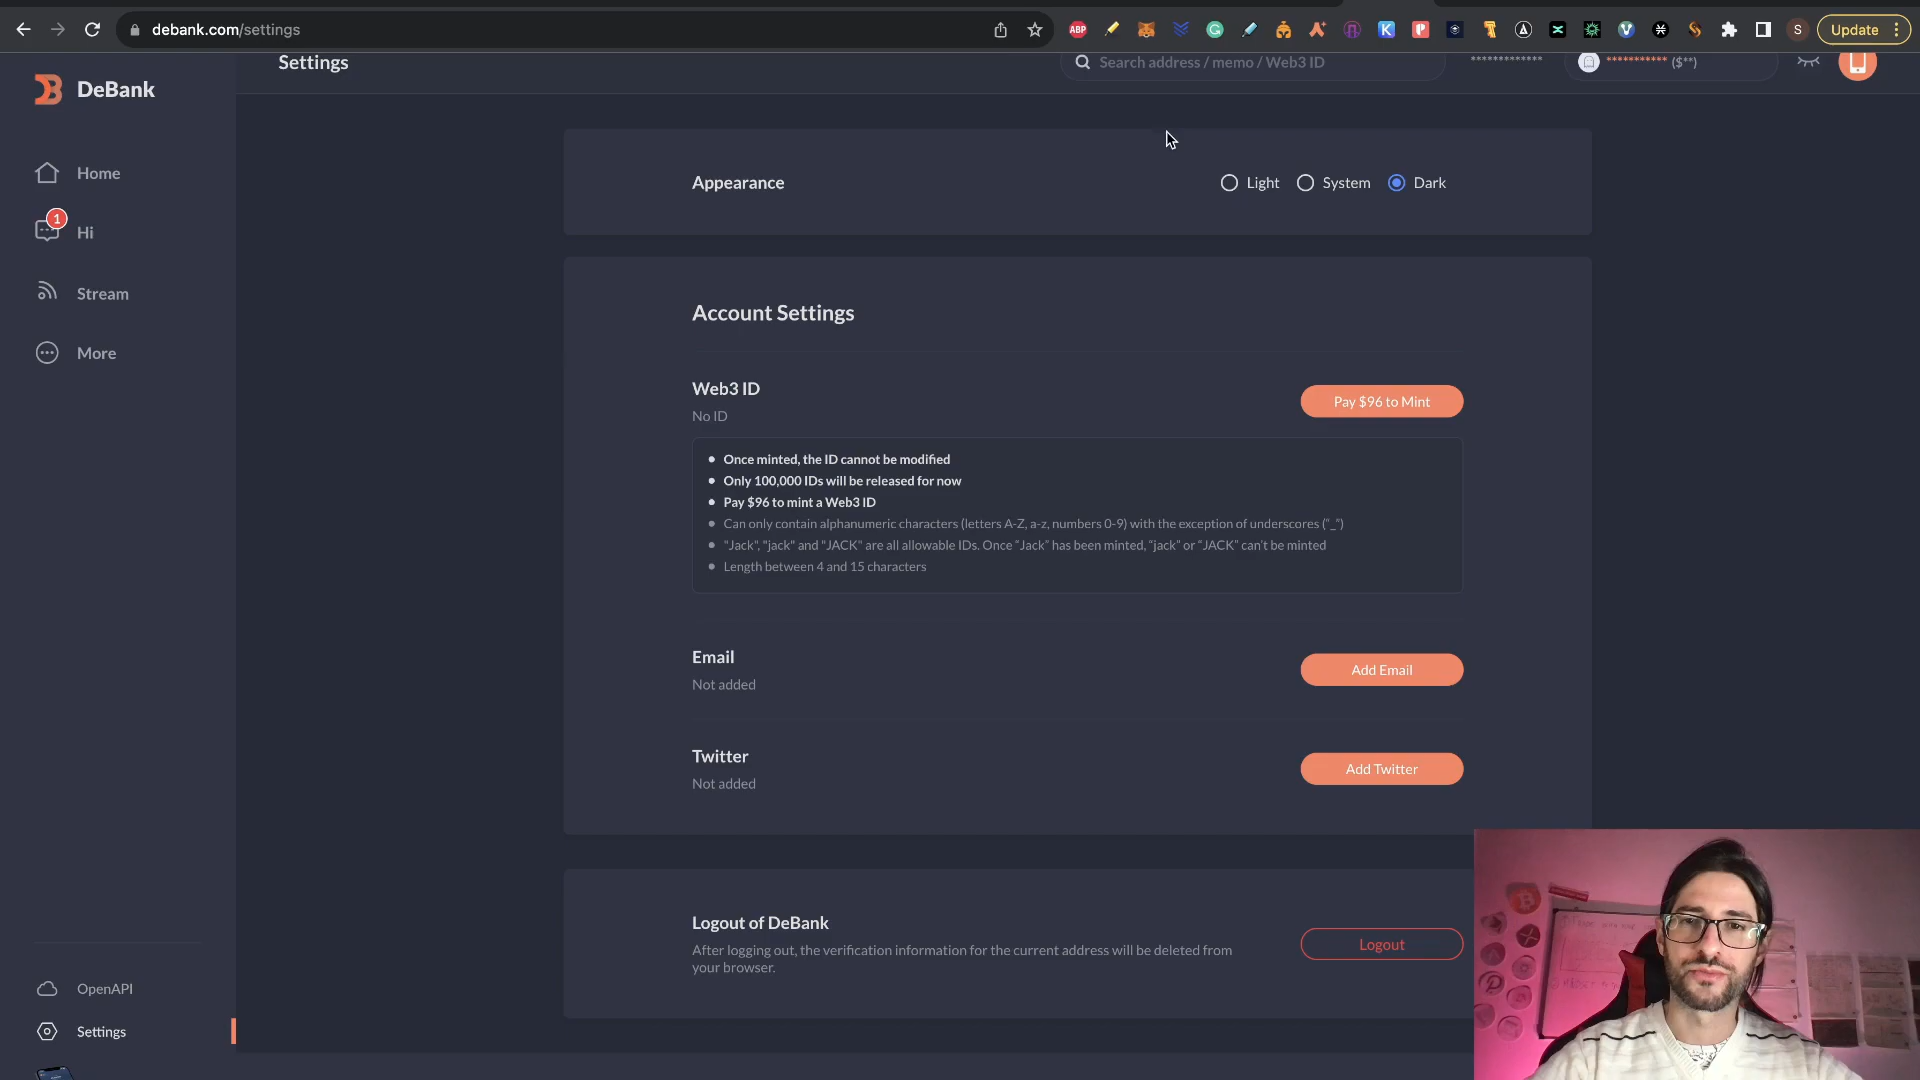 debank.com/settings
ABP
K
S
Update
DeBank
Settings
Search address / memo / Web3 ID
*************
*********** ($**)
Home
1
Hi
Stream
More
Appearance
Light
System
Dark
Account Settings
Web3 ID
No ID
Pay $96 to Mint
Once minted, the ID cannot be modified
Only 100,000 IDs will be released for now
Pay $96 to mint a Web3 ID
Can only contain alphanumeric characters (letters A-Z, a-z, numbers 0-9) with the exception of underscores ("_")
"Jack", "jack" and "JACK" are all allowable IDs. Once "Jack" has been minted, "jack" or "JACK" can't be minted
Length between 4 and 15 characters
Email
Not added
Add Email
Twitter
Not added
Add Twitter
Logout of DeBank
After logging out, the verification information for the current address will be deleted from
your browser.
Logout
OpenAPI
Settings